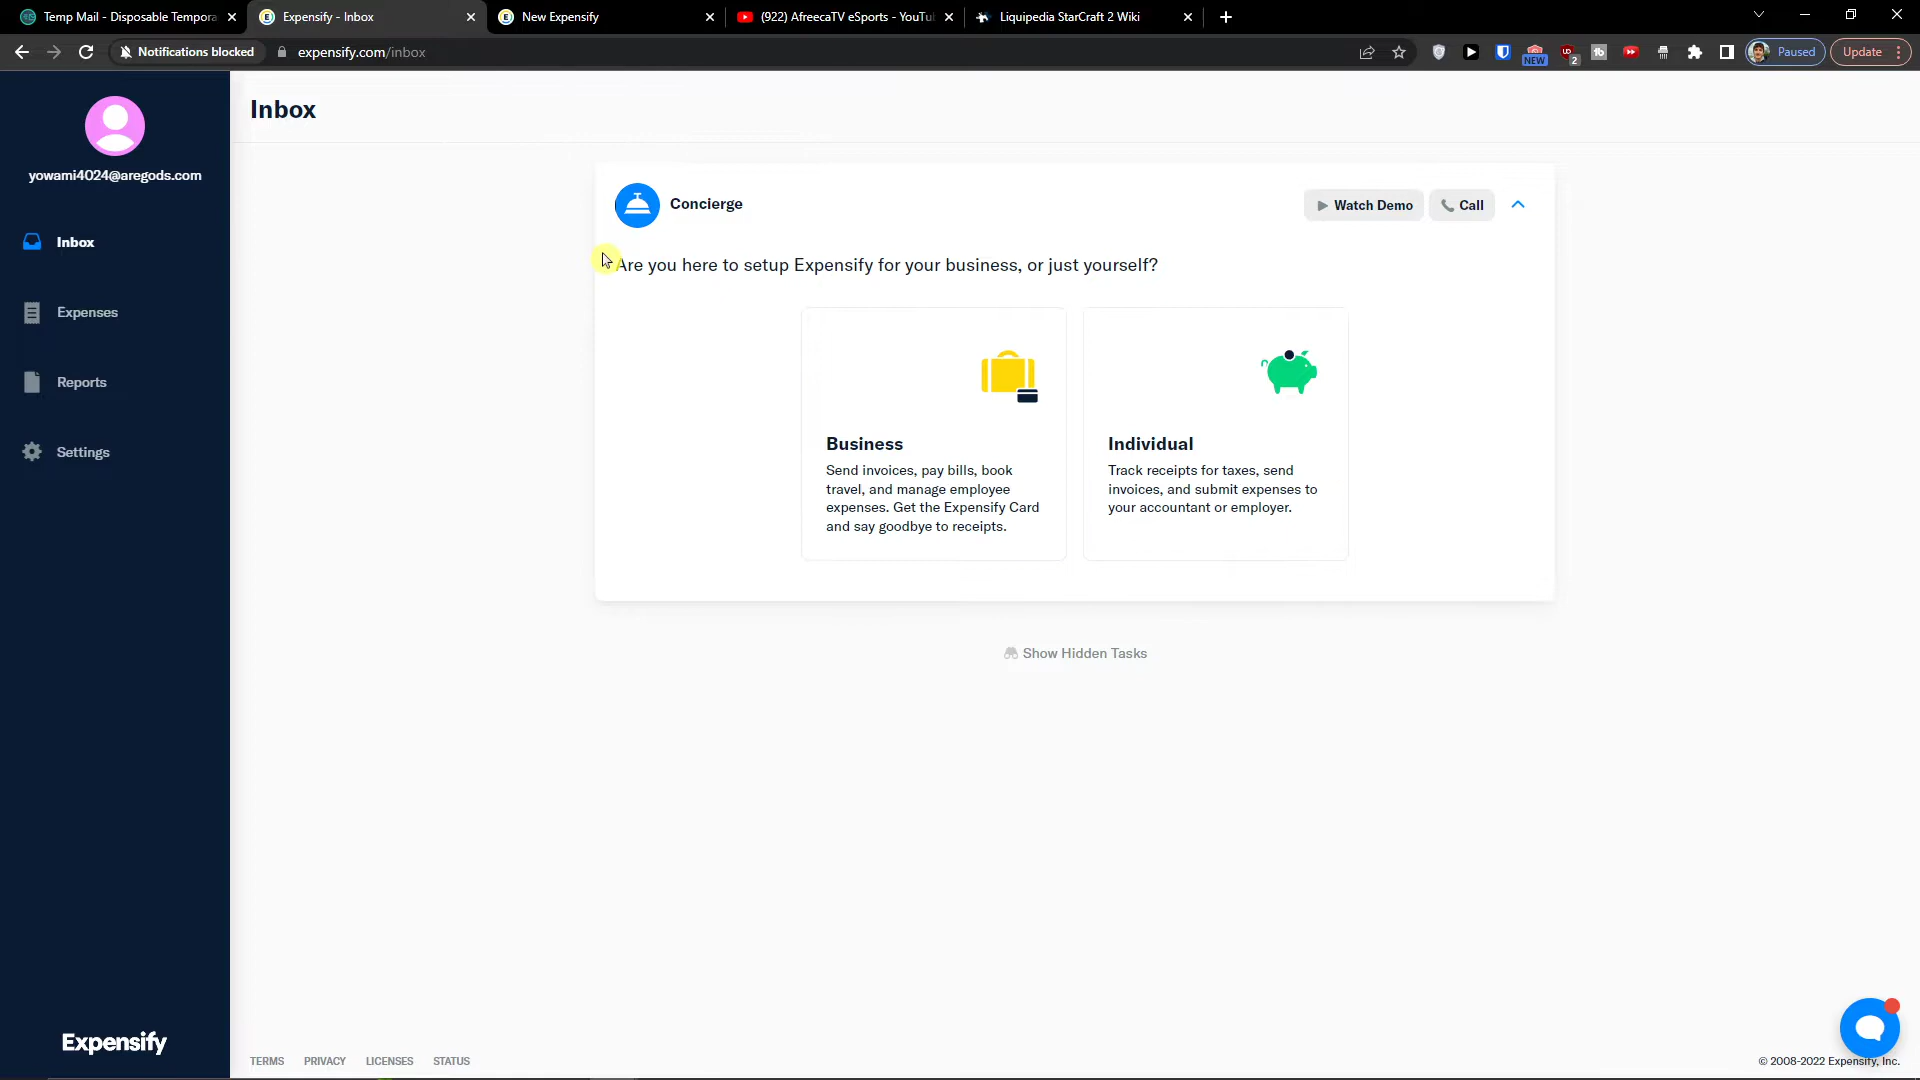 Temp Mail - Disposable Tempora
Expensify - Inbox
New Expensify
(922) AfreecaTV eSports - YouTu
Liquipedia StarCraft 2 Wiki
Notifications blocked
expensify.com/inbox
NEW
2
Paused
Update
yowami4024@aregods.com
Inbox
Expenses
Reports
Settings
Expensify
Inbox
Concierge
Watch Demo
Call
Are you here to setup Expensify for your business, or just yourself?
Business
Send invoices, pay bills, book
travel, and manage employee
expenses. Get the Expensify Card
and say goodbye to receipts.
Individual
Track receipts for taxes, send
invoices, and submit expenses to
your accountant or employer.
Show Hidden Tasks
TERMS PRIVACY LICENSES STATUS
© 2008-2022 Expensify, Inc.